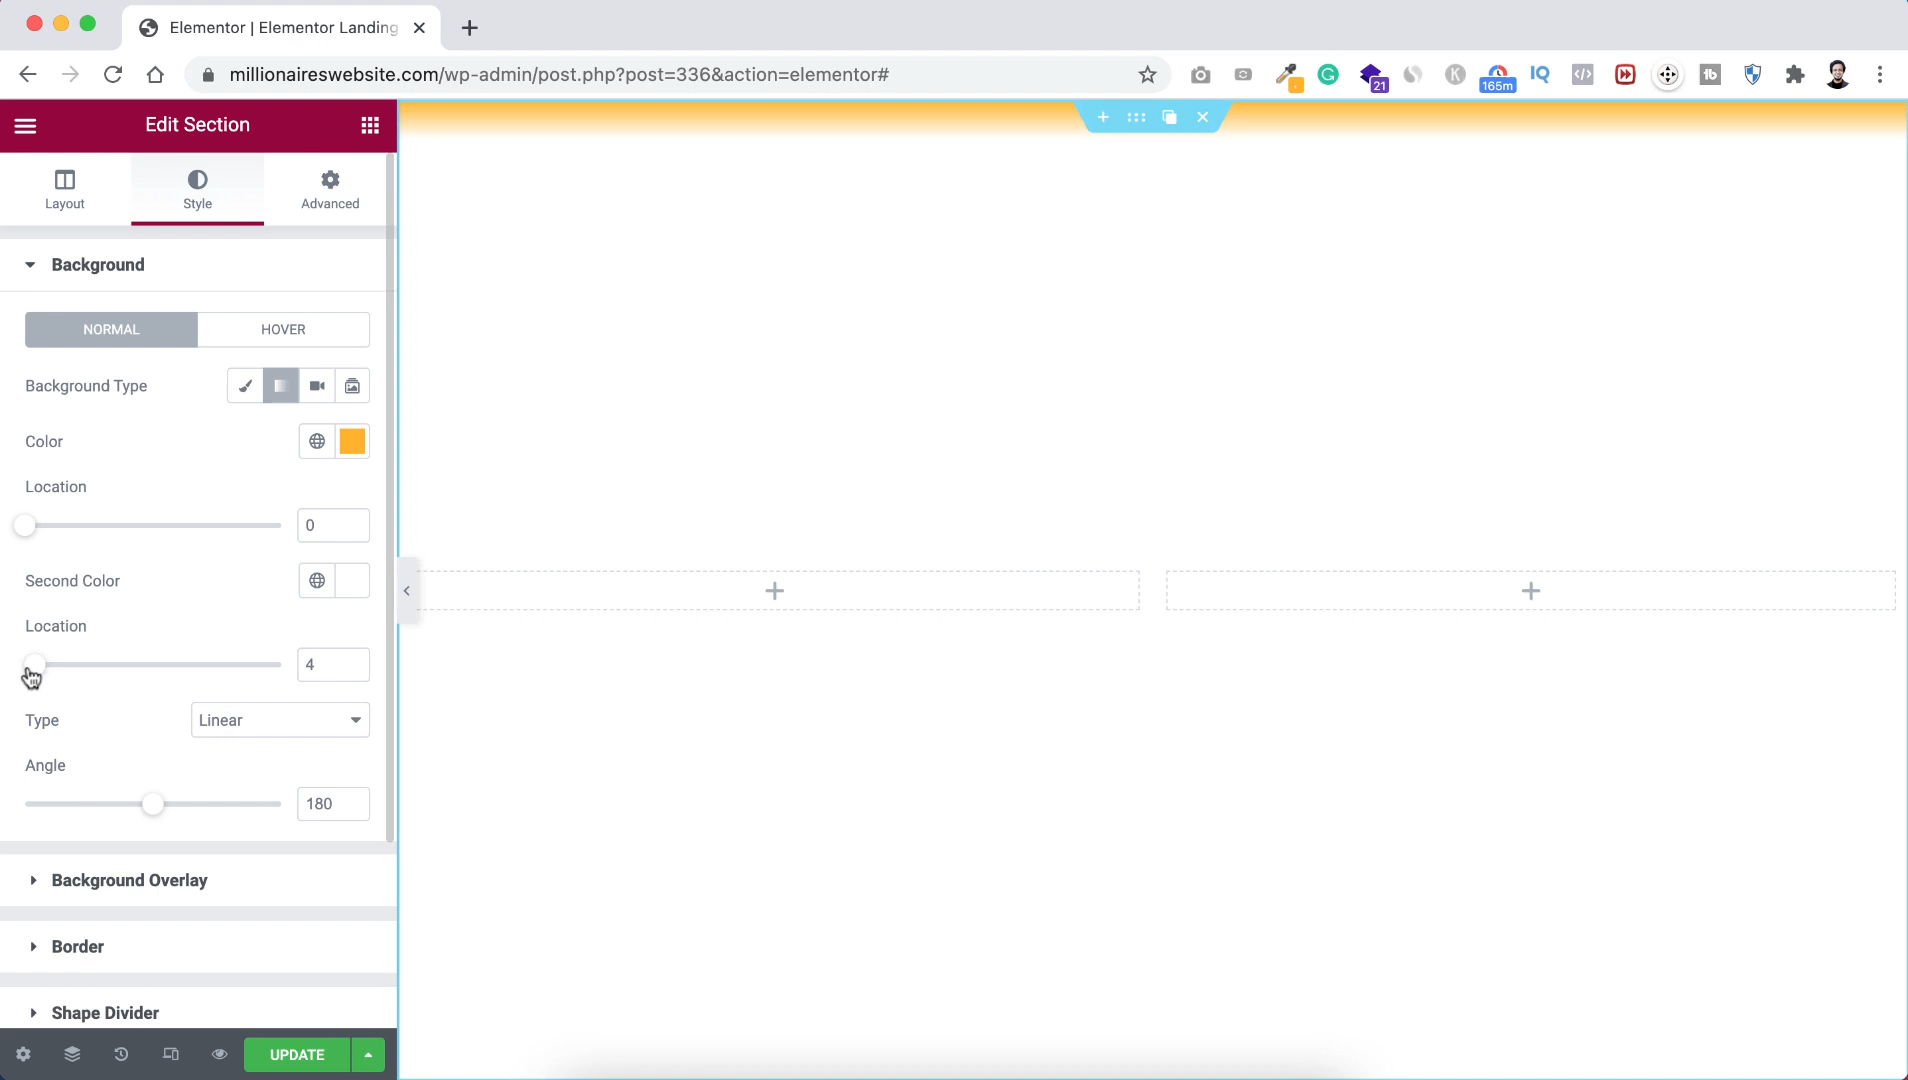 Elementor | Elementor Landing
millionaireswebsite.com/wp-admin/post.php?post=336&action=elementor#
21
165m
IQ
K
tb
Edit Section
Layout
Style
Advanced
Background
NORMAL
HOVER
Background Type
Color
Location
0
Second Color
Location
4
Type
Linear
Angle
180
Background Overlay
Border
Shape Divider
UPDATE